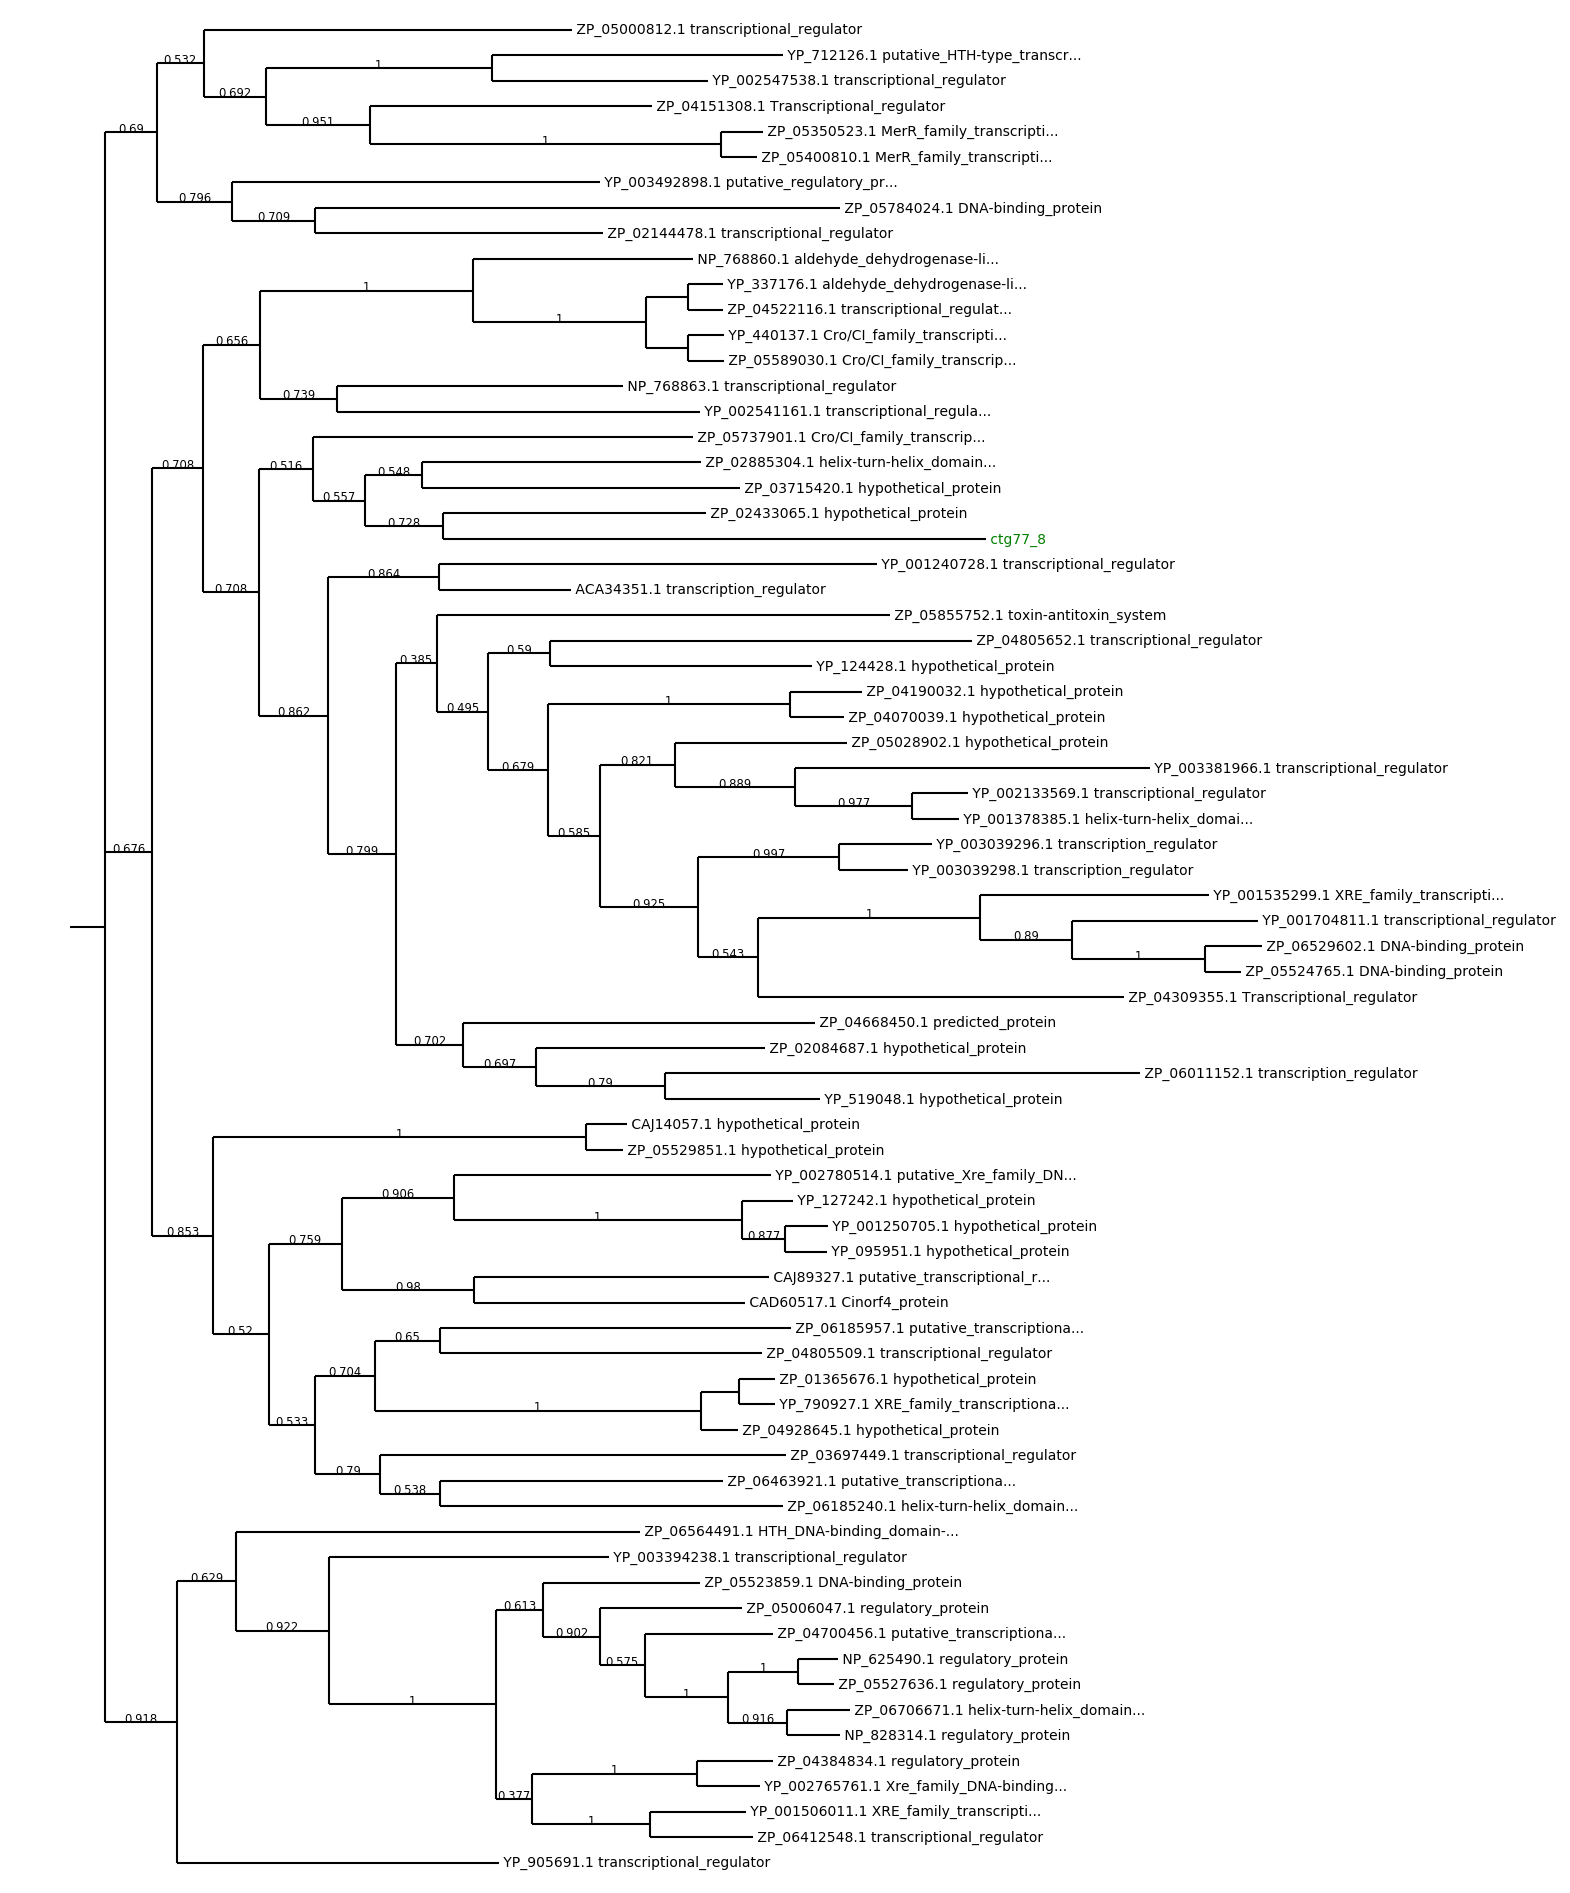 ZP_05000812.1 transcriptional_regulator
0.532
YP_712126.1 putative_HTH-type_transcr...
1
YP_002547538.1 transcriptional_regulator
0.692
ZP_04151308.1 Transcriptional_regulator
0.951
0.69
ZP_05350523.1 MerR_family_transcripti...
1
ZP_05400810.1 MerR_family_transcripti...
YP_003492898.1 putative_regulatory_pr...
0.796
ZP_05784024.1 DNA-binding_protein
0.709
ZP_02144478.1 transcriptional_regulator
NP_768860.1 aldehyde_dehydrogenase-li...
1
YP_337176.1 aldehyde_dehydrogenase-li...
ZP_04522116.1 transcriptional_regulat...
1
YP_440137.1 Cro/CI_family_transcripti...
0.656
ZP_05589030.1 Cro/CI_family_transcrip...
NP_768863.1 transcriptional_regulator
0.739
YP_002541161.1 transcriptional_regula...
ZP_05737901.1 Cro/CI_family_transcrip...
0.708
0.516
ZP_02885304.1 helix-turn-helix_domain...
0.548
ZP_03715420.1 hypothetical_protein
0.557
ZP_02433065.1 hypothetical_protein
0.728
ctg77_8
YP_001240728.1 transcriptional_regulator
0.864
0.708
ACA34351.1 transcription_regulator
ZP_05855752.1 toxin-antitoxin_system
ZP_04805652.1 transcriptional_regulator
0.59
0.385
YP_124428.1 hypothetical_protein
ZP_04190032.1 hypothetical_protein
1
0.495
0.862
ZP_04070039.1 hypothetical_protein
ZP_05028902.1 hypothetical_protein
0.821
0.679
YP_003381966.1 transcriptional_regulator
0.889
YP_002133569.1 transcriptional_regulator
0.977
YP_001378385.1 helix-turn-helix_domai...
0.585
YP_003039296.1 transcription_regulator
0.676
0.799
0.997
YP_003039298.1 transcription_regulator
YP_001535299.1 XRE_family_transcripti...
0.925
1
YP_001704811.1 transcriptional_regulator
0.89
ZP_06529602.1 DNA-binding_protein
0.543
1
ZP_05524765.1 DNA-binding_protein
ZP_04309355.1 Transcriptional_regulator
ZP_04668450.1 predicted_protein
0.702
ZP_02084687.1 hypothetical_protein
0.697
ZP_06011152.1 transcription_regulator
0.79
YP_519048.1 hypothetical_protein
CAJ14057.1 hypothetical_protein
1
ZP_05529851.1 hypothetical_protein
YP_002780514.1 putative_Xre_family_DN...
0.906
YP_127242.1 hypothetical_protein
1
YP_001250705.1 hypothetical_protein
0.853
0.877
0.759
YP_095951.1 hypothetical_protein
CAJ89327.1 putative_transcriptional_r...
0.98
CAD60517.1 Cinorf4_protein
ZP_06185957.1 putative_transcriptiona...
0.52
0.65
ZP_04805509.1 transcriptional_regulator
0.704
ZP_01365676.1 hypothetical_protein
YP_790927.1 XRE_family_transcriptiona...
1
0.533
ZP_04928645.1 hypothetical_protein
ZP_03697449.1 transcriptional_regulator
0.79
ZP_06463921.1 putative_transcriptiona...
0.538
ZP_06185240.1 helix-turn-helix_domain...
ZP_06564491.1 HTH_DNA-binding_domain-...
YP_003394238.1 transcriptional_regulator
0.629
ZP_05523859.1 DNA-binding_protein
0.613
ZP_05006047.1 regulatory_protein
0.922
0.902
ZP_04700456.1 putative_transcriptiona...
0.575
NP_625490.1 regulatory_protein
1
ZP_05527636.1 regulatory_protein
1
1
ZP_06706671.1 helix-turn-helix_domain...
0.918
0.916
NP_828314.1 regulatory_protein
ZP_04384834.1 regulatory_protein
1
YP_002765761.1 Xre_family_DNA-binding...
0.377
YP_001506011.1 XRE_family_transcripti...
1
ZP_06412548.1 transcriptional_regulator
YP_905691.1 transcriptional_regulator